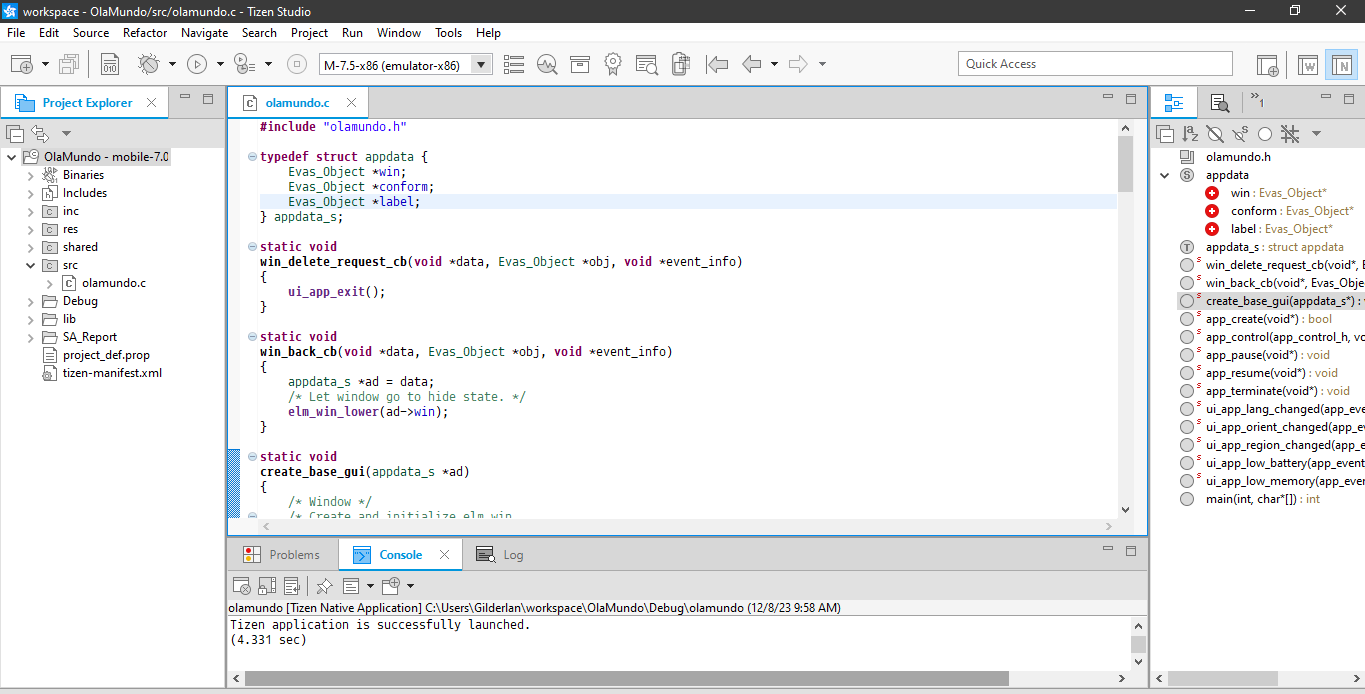 workspace - OlaMundo/src/olamundo.c - Tizen Studio
File Edit Source Refactor Navigate Search Project Run Window Tools Help
010
M-7.5-x86 (emulator-x86)
Quick Access
W
N
Project Explorer
OlaMundo - mobile-7.0
Binaries
Includes
inc
res
shared
src
olamundo.c
Debug
lib
SA_Report
project_def.prop
tizen-manifest.xml
olamundo.c
#include "olamundo.h"
typedef struct appdata {
Evas_Object *win;
Evas_Object *conform;
Evas_Object *label;
} appdata_s;
static void
win_delete_request_cb(void *data, Evas_Object *obj, void *event_info)
{
ui_app_exit();
}
static void
win_back_cb(void *data, Evas_Object *obj, void *event_info)
{
appdata_s *ad = data;
/* Let window go to hide state. */
elm_win_lower(ad->win);
}
static void
create_base_gui(appdata_s *ad)
{
/* Window */
/* Create and initialize elm_win.
Problems
Console
Log
olamundo [Tizen Native Application] C:\Users\Gilderlan\workspace\OlaMundo\Debug\olamundo (12/8/23 9:58 AM)
Tizen application is successfully launched.
(4.331 sec)
»1
olamundo.h
appdata
win : Evas_Object*
conform : Evas_Object*
label : Evas_Object*
appdata_s : struct appdata
win_delete_request_cb(void*, E
win_back_cb(void*, Evas_Obje
create_base_gui(appdata_s*) : v
app_create(void*) : bool
app_control(app_control_h, vo
app_pause(void*) : void
app_resume(void*) : void
app_terminate(void*) : void
ui_app_lang_changed(app_eve
ui_app_orient_changed(app_e
ui_app_region_changed(app_e
ui_app_low_battery(app_event
ui_app_low_memory(app_ever
main(int, char*[]) : int